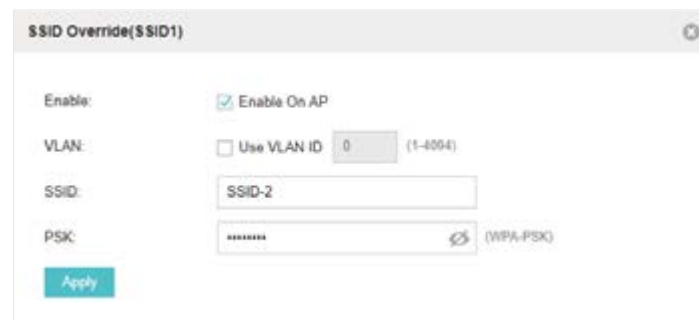 SSID Override(SSID1)
Enable: Enable On AP
VLAN: Use VLAN ID 0 (1-4094)
SSID: SSID-2
PSK: •••••••• (WPA-PSK)
Apply